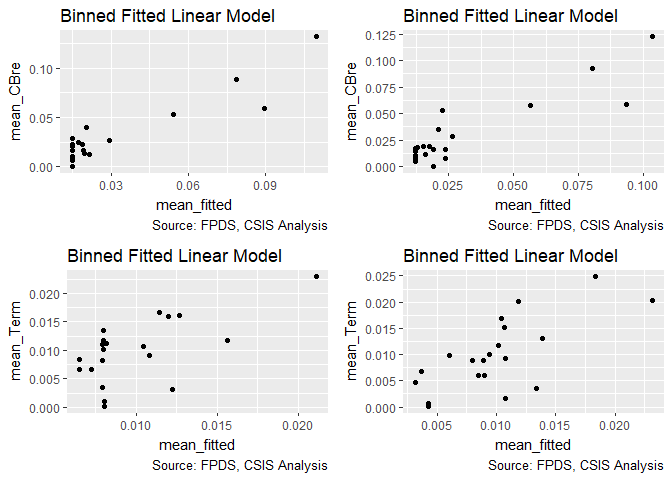 Binned Fitted Linear Model
mean_CBre
0.10
0.05
0.00
0.03 0.06 0.09
mean_fitted
Source: FPDS, CSIS Analysis
Binned Fitted Linear Model
mean_CBre
0.125
0.100
0.075
0.050
0.025
0.000
0.025 0.050 0.075 0.100
mean_fitted
Source: FPDS, CSIS Analysis
Binned Fitted Linear Model
mean_Term
0.020
0.015
0.010
0.005
0.000
0.010 0.015 0.020
mean_fitted
Source: FPDS, CSIS Analysis
Binned Fitted Linear Model
mean_Term
0.025
0.020
0.015
0.010
0.005
0.000
0.005 0.010 0.015 0.020
mean_fitted
Source: FPDS, CSIS Analysis